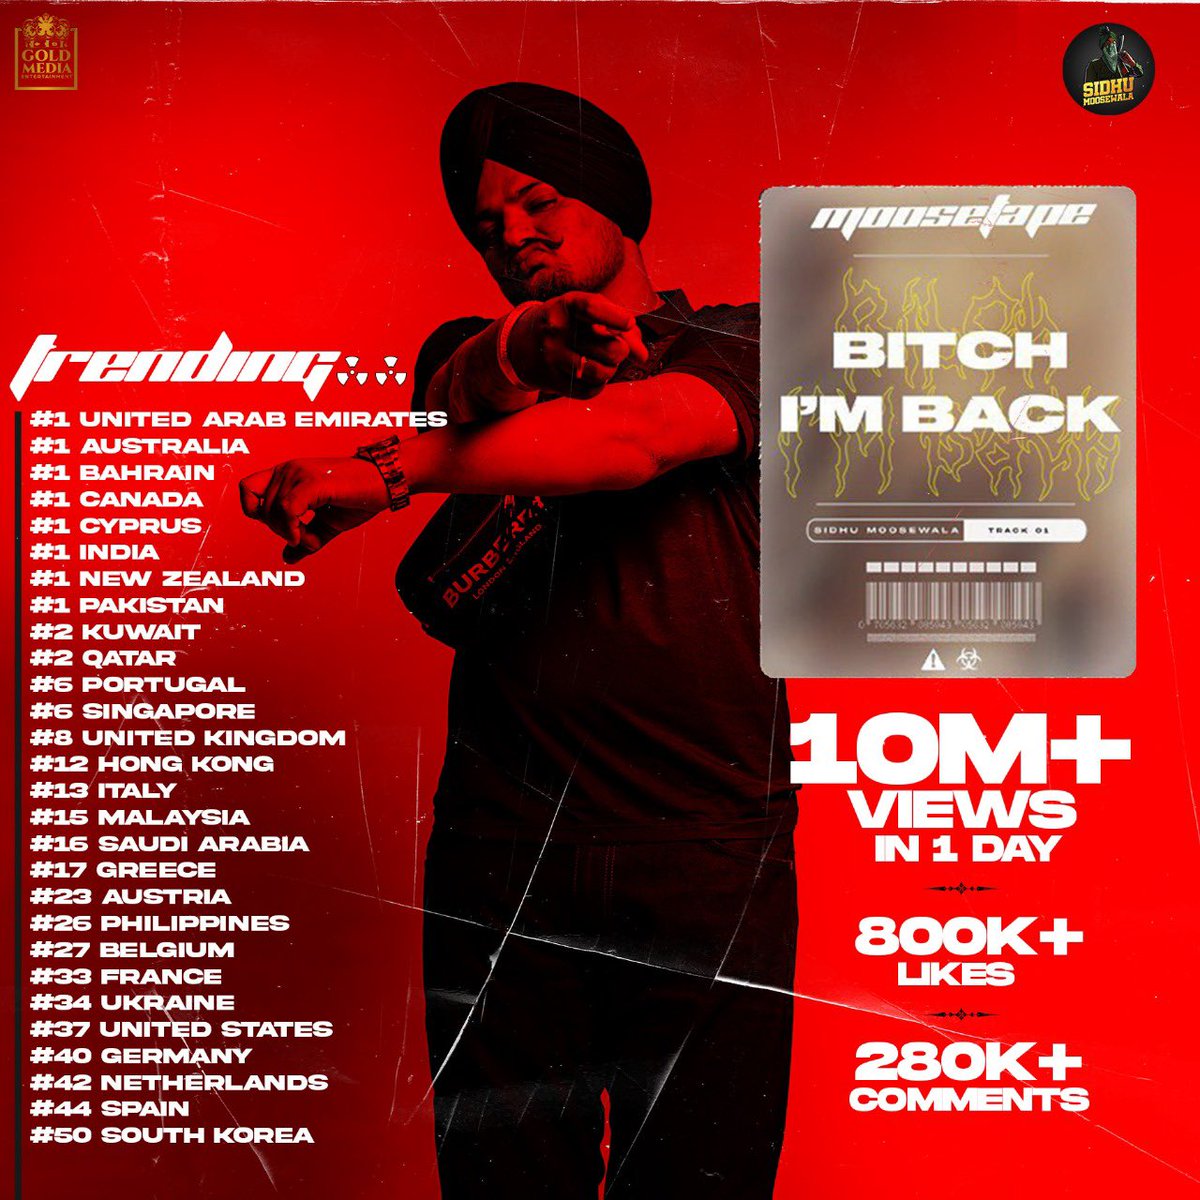 GOLD
MEDIA
ENTERTAINMENT
SIDHU
MOOSEWALA
moosetape
BITCH
I'M BACK
SIDHU MOOSEWALA TRACK 01
trending
#1 UNITED ARAB EMIRATES
#1 AUSTRALIA
#1 BAHRAIN
#1 CANADA
#1 CYPRUS
#1 INDIA
#1 NEW ZEALAND
#1 PAKISTAN
#2 KUWAIT
#2 QATAR
#6 PORTUGAL
#6 SINGAPORE
#8 UNITED KINGDOM
#12 HONG KONG
#13 ITALY
#15 MALAYSIA
#16 SAUDI ARABIA
#17 GREECE
#23 AUSTRIA
#26 PHILIPPINES
#27 BELGIUM
#33 FRANCE
#34 UKRAINE
#37 UNITED STATES
#40 GERMANY
#42 NETHERLANDS
#44 SPAIN
#50 SOUTH KOREA
BURBERRY
LONDON ENGLAND
10M+
VIEWS
IN 1 DAY
800K+
LIKES
280K+
COMMENTS